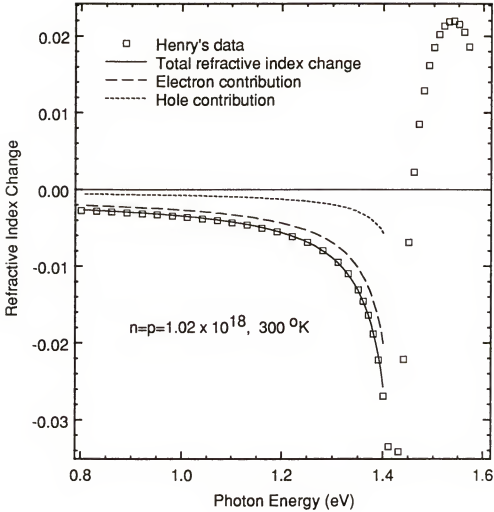 0.02
0.01
0.00
-0.01
-0.02
-0.03
Refractive Index Change
Henry's data
Total refractive index change
Electron contribution
Hole contribution
n=p=1.02 x 10^18, 300 °K
0.8
1.0
1.2
1.4
1.6
Photon Energy (eV)